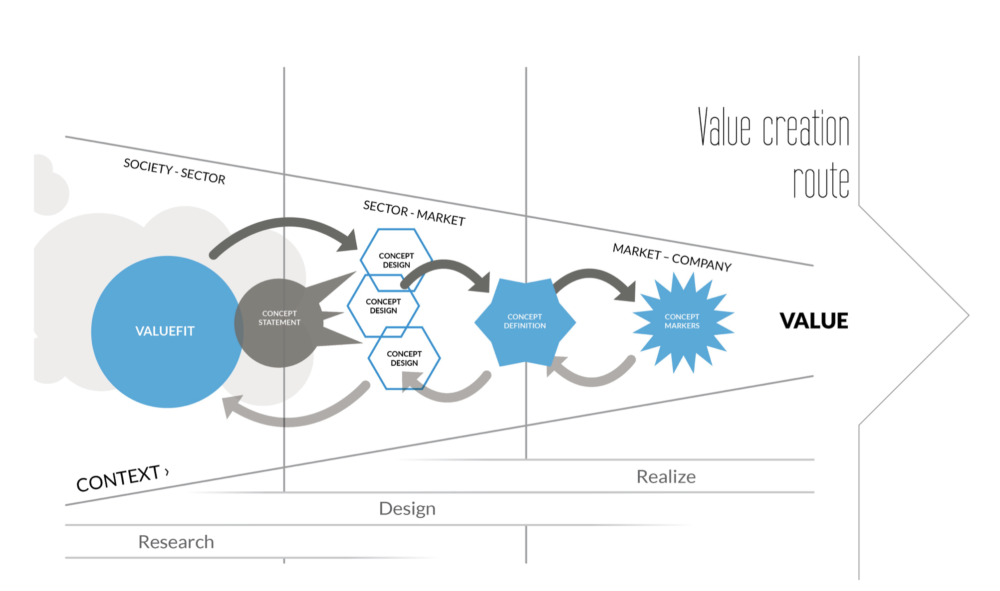 Value creation
route
SOCIETY - SECTOR
SECTOR - MARKET
MARKET – COMPANY
VALUEFIT
CONCEPT
STATEMENT
CONCEPT
DESIGN
CONCEPT
DESIGN
CONCEPT
DESIGN
CONCEPT
DEFINITION
CONCEPT
MARKERS
VALUE
CONTEXT ›
Realize
Design
Research